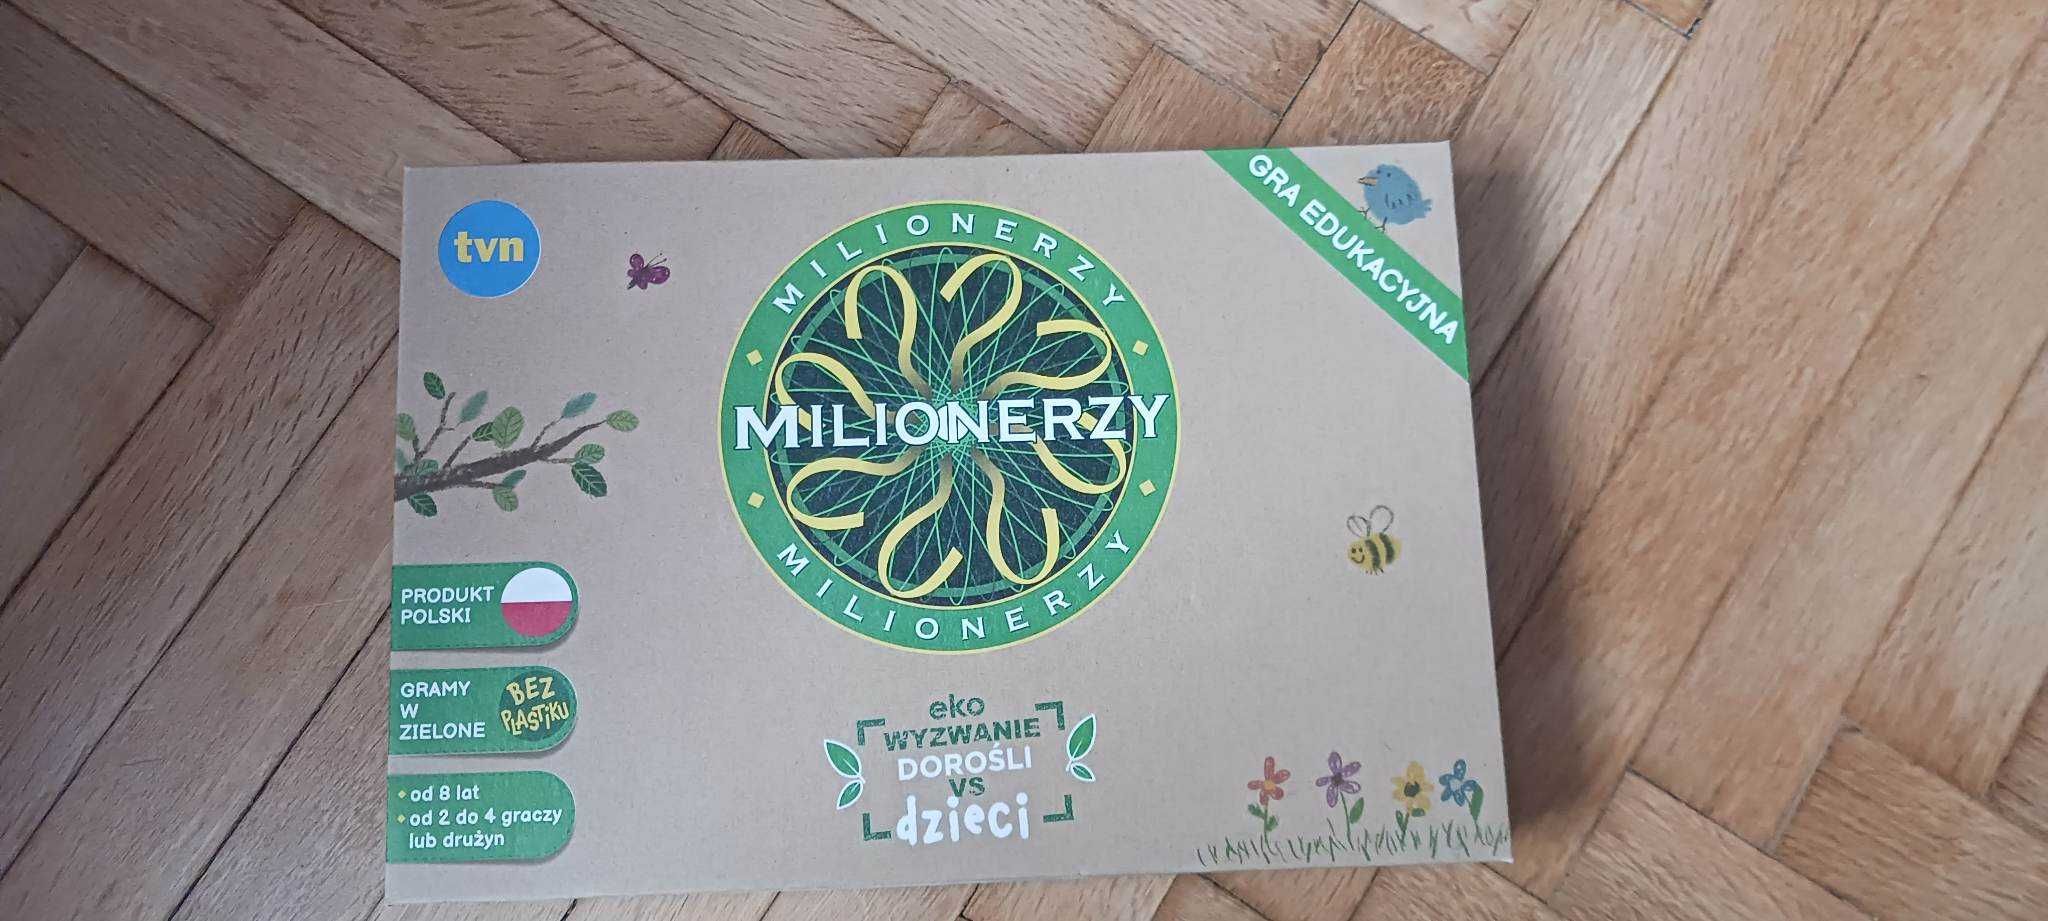 tvn
GRA EDUKACYJNA
MILIONERZY
MILIONERZY
MILIONERZY
PRODUKT
POLSKI
GRAMY
W
ZIELONE
BEZ
PLASTIKU
• od 8 lat
• od 2 do 4 graczy
lub drużyn
eko
WYZWANIE
DOROŚLI
VS
dzieci